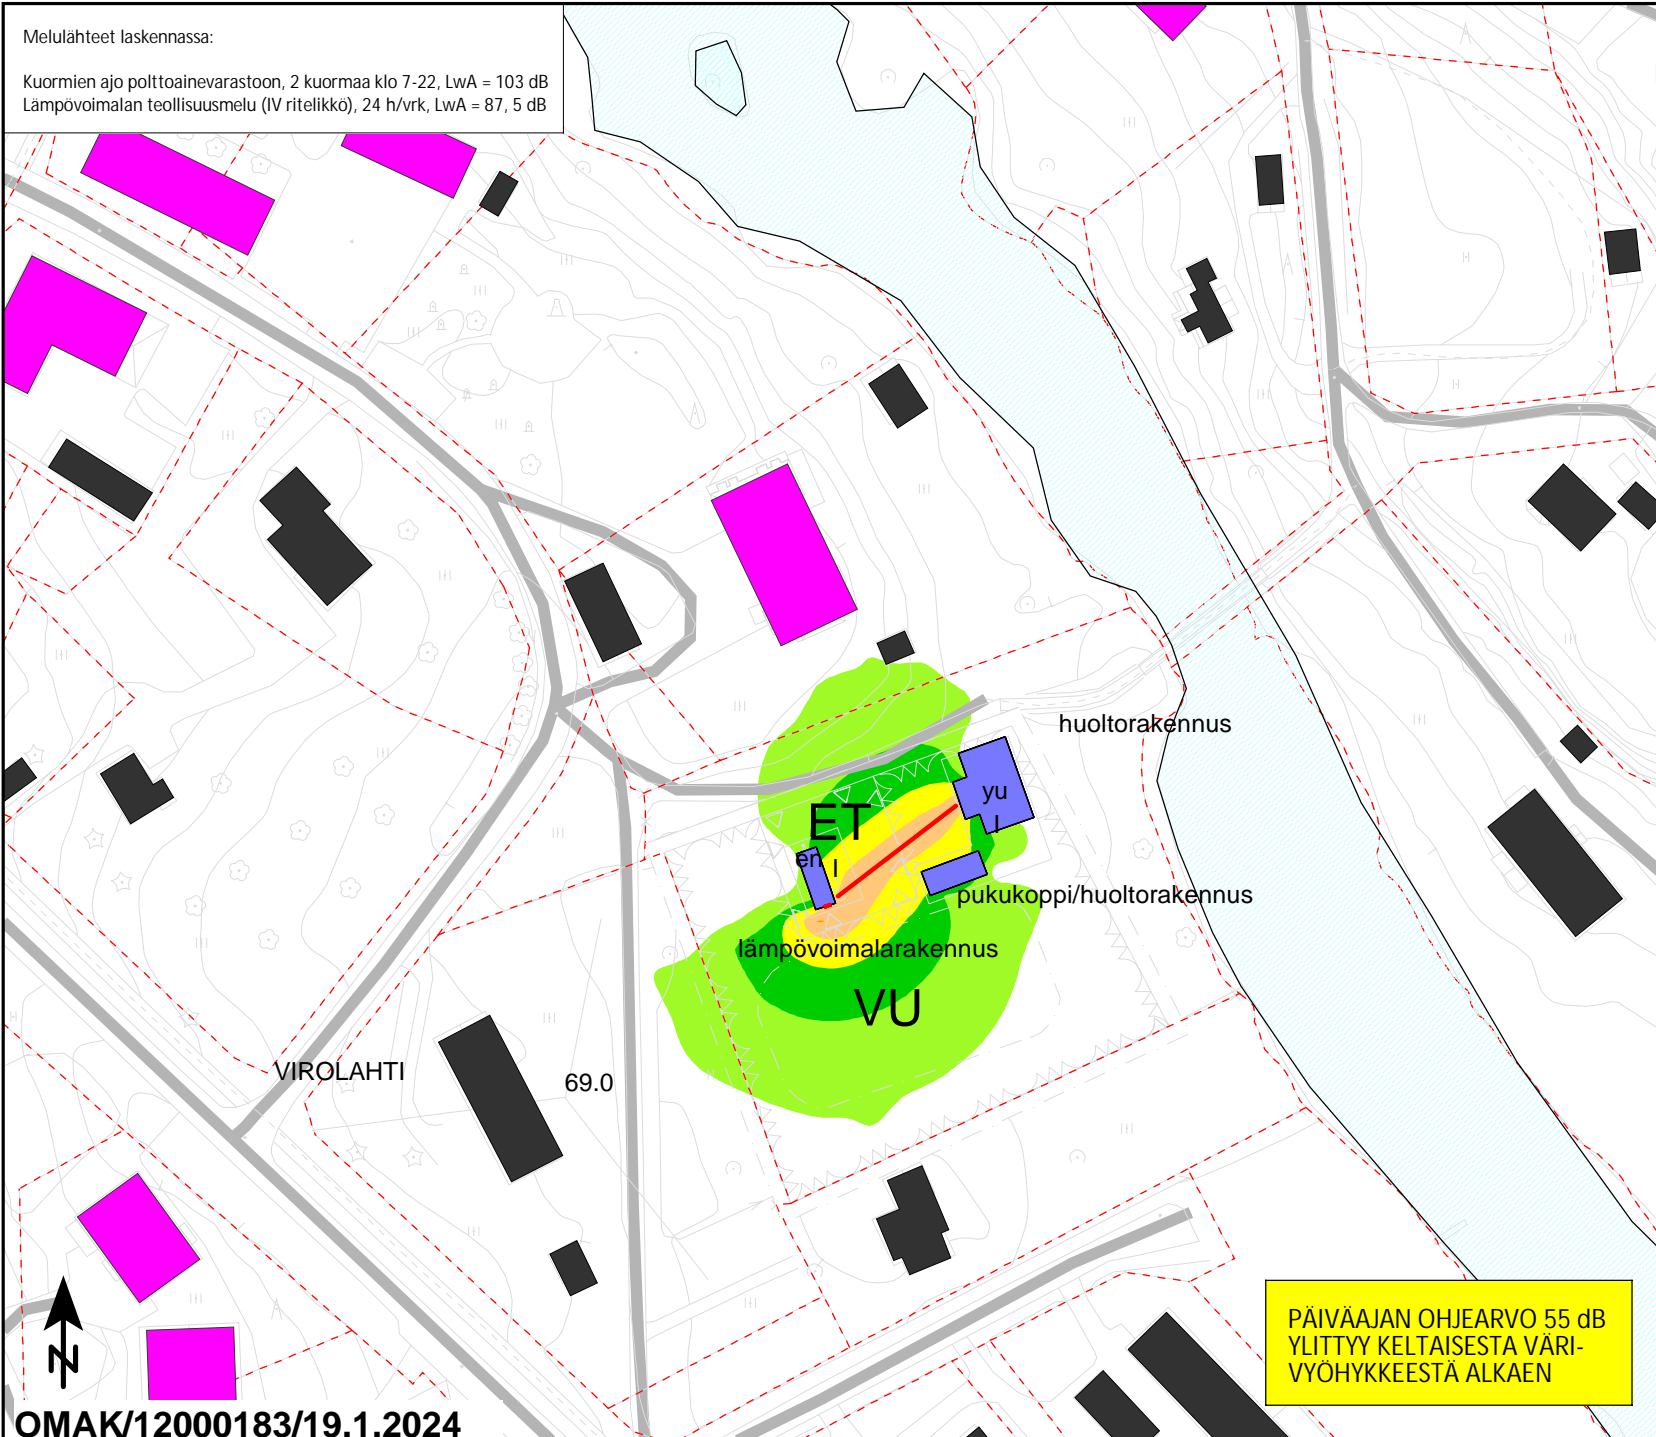 Melulähteet laskennassa:
Kuormien ajo polttoainevarastoon, 2 kuormaa klo 7-22, LwA = 103 dB
Lämpövoimalan teollisuusmelu (IV ritelikkö), 24 h/vrk, LwA = 87, 5 dB
huoltorakennus
yu
I
ET
en
I
pukukoppi/huoltorakennus
lämpövoimalarakennus
VU
VIROLAHTI
69.0
PÄIVÄAJAN OHJEARVO 55 dB
YLITTYY KELTAISESTA VÄRI-
VYÖHYKKEESTÄ ALKAEN
N
OMAK/12000183/19.1.2024